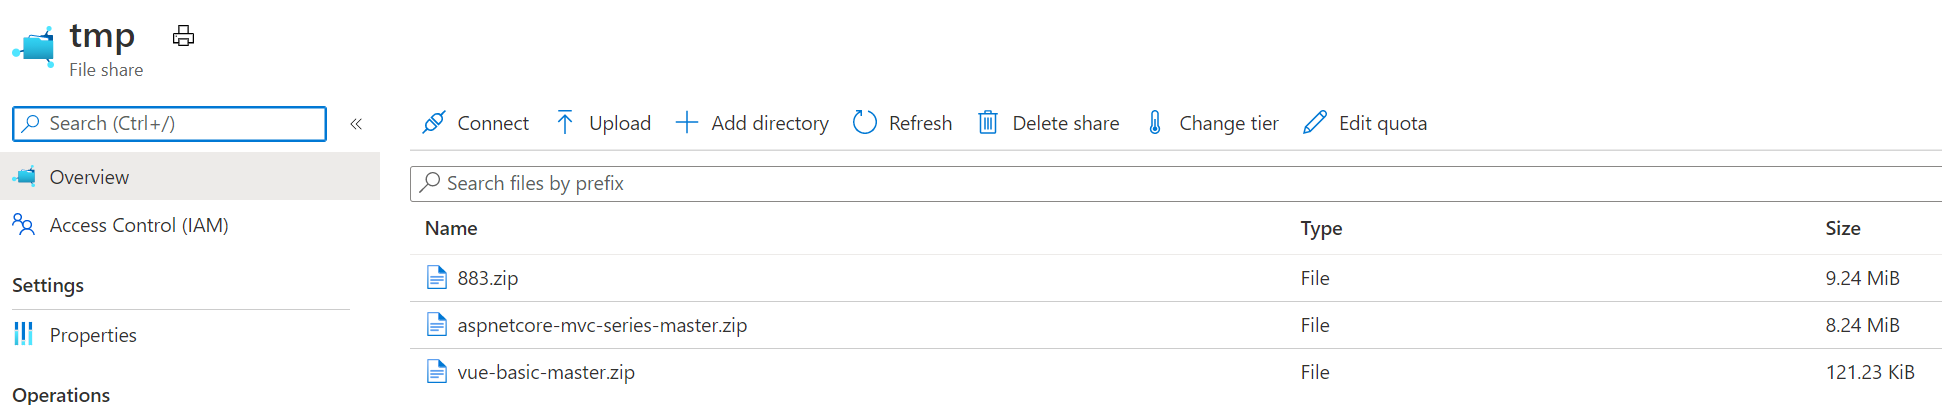 tmp
File share
Search (Ctrl+/)
«
Connect
Upload
Add directory
Refresh
Delete share
Change tier
Edit quota
Overview
Access Control (IAM)
Settings
Properties
Operations
Search files by prefix
Name Type Size
883.zip File 9.24 MiB
aspnetcore-mvc-series-master.zip File 8.24 MiB
vue-basic-master.zip File 121.23 KiB